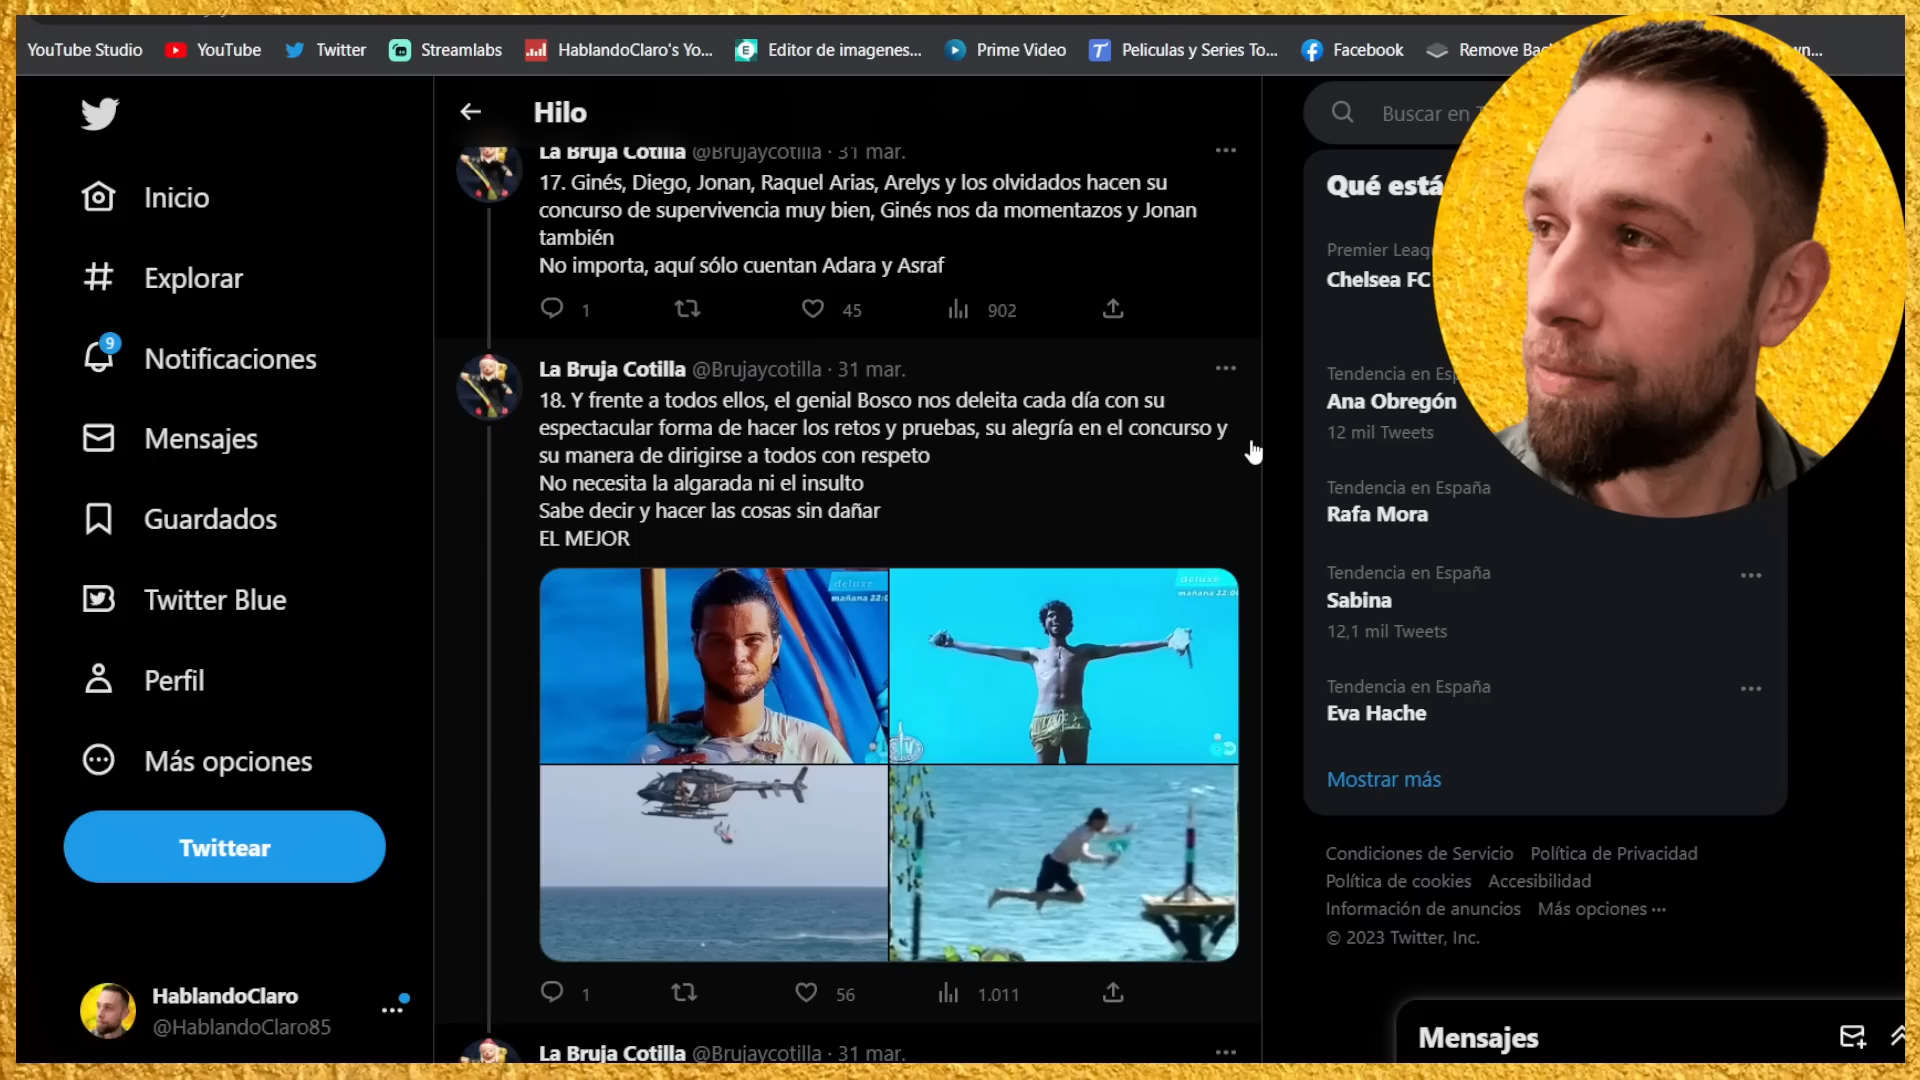 YouTube Studio
YouTube
Twitter
Streamlabs
HablandoClaro's Yo...
Editor de imagenes...
Prime Video
Peliculas y Series To...
Facebook
Remove
Inicio
Explorar
9
Notificaciones
Mensajes
Guardados
Twitter Blue
Perfil
Más opciones
Twittear
HablandoClaro
@HablandoClaro85
Hilo
La Bruja Cotilla @Brujaycotilla · 31 mar.
17. Ginés, Diego, Jonan, Raquel Arias, Arelys y los olvidados hacen su
concurso de supervivencia muy bien, Ginés nos da momentazos y Jonan
también
No importa, aquí sólo cuentan Adara y Asraf
1
45
902
La Bruja Cotilla @Brujaycotilla · 31 mar.
18. Y frente a todos ellos, el genial Bosco nos deleita cada día con su
espectacular forma de hacer los retos y pruebas, su alegría en el concurso y
su manera de dirigirse a todos con respeto
No necesita la algarada ni el insulto
Sabe decir y hacer las cosas sin dañar
EL MEJOR
deluxe
mañana 22:0
deluxe
mañana 22:00
1
56
1.011
La Bruja Cotilla @Brujaycotilla · 31 mar.
Buscar en
Qué está
Premier
Chelsea FC
Tendencia en
Ana Obregón
12 mil Tweets
Tendencia en España
Rafa Mora
Tendencia en España
Sabina
12,1 mil Tweets
Tendencia en España
Eva Hache
Mostrar más
Condiciones de Servicio Política de Privacidad
Política de cookies Accesibilidad
Información de anuncios Más opciones ···
© 2023 Twitter, Inc.
Mensajes